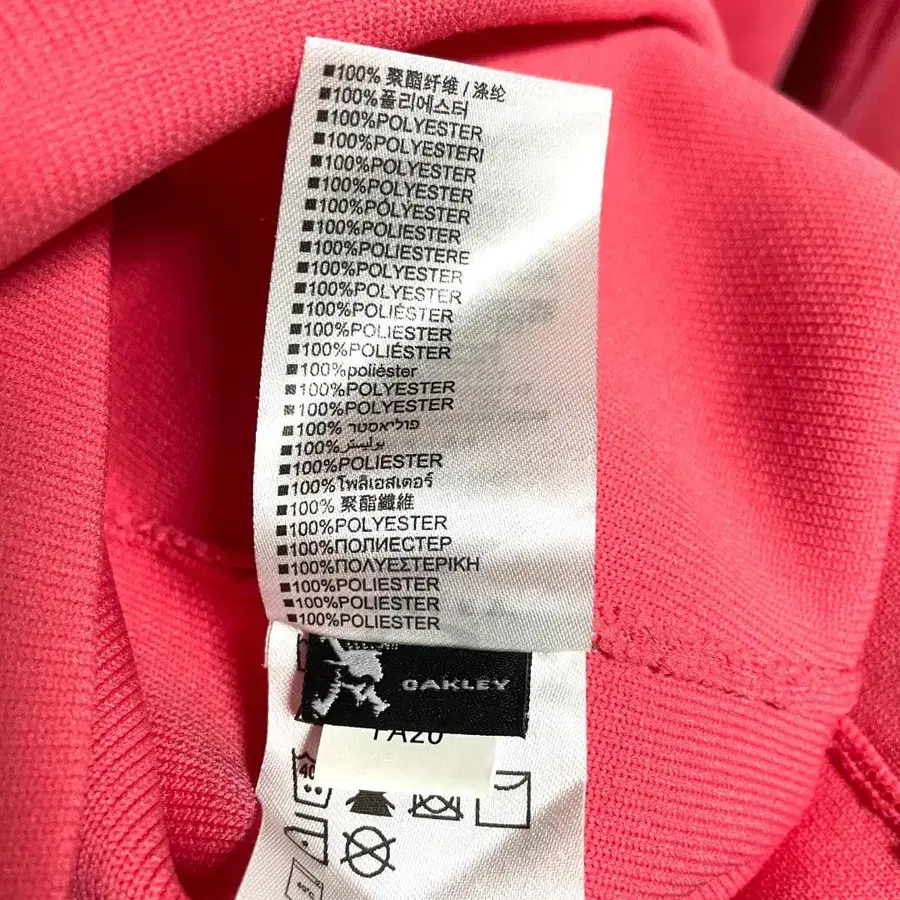 ■100% 聚酯纤维 / 涤纶
■100%폴리에스터
■100%POLYESTER
■100%POLYESTERI
■100%POLYESTER
■100%POLYESTER
■100%PÓLYESTER
■100%POLIESTER
■100%POLIESTERE
■100%POLYESTER
■100%POLYESTER
■100%POLIÉSTER
■100%POLIESTER
■100%POLIÉSTER
■100%poliėster
■100%POLYESTER
■100%POLYESTER
■100% פוליאסטר
■100%بوليستر
■100%POLIESTER
■100%โพลิเอสเตอร์
■100% 聚酯纖維
■100%POLYESTER
■100%ПОЛИЕСТЕР
■100%ΠΟΛΥΕΣΤΕΡΙΚΗ
■100%POLIESTER
■100%POLIESTER
■100%POLIESTER
OAKLEY
FA20
40
40°C